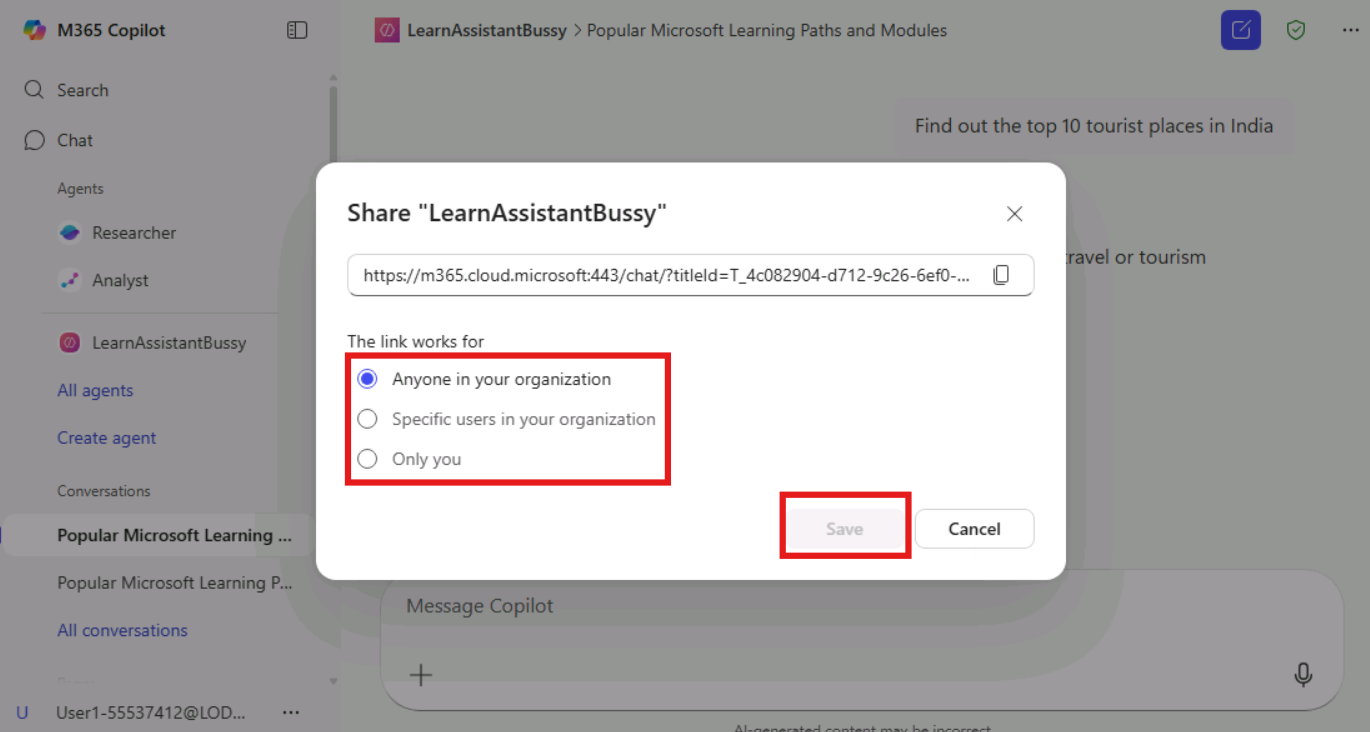 M365 Copilot
Search
Chat
Agents
Researcher
Analyst
LearnAssistantBussy
All agents
Create agent
Conversations
Popular Microsoft Learning ...
Popular Microsoft Learning P...
All conversations
U User1-55537412@LOD... ...
LearnAssistantBussy > Popular Microsoft Learning Paths and Modules
Find out the top 10 tourist places in India
travel or tourism
Share "LearnAssistantBussy"
https://m365.cloud.microsoft:443/chat/?titleId=T_4c082904-d712-9c26-6ef0-...
The link works for
Anyone in your organization
Specific users in your organization
Only you
Save
Cancel
Message Copilot
AI-generated content may be incorrect